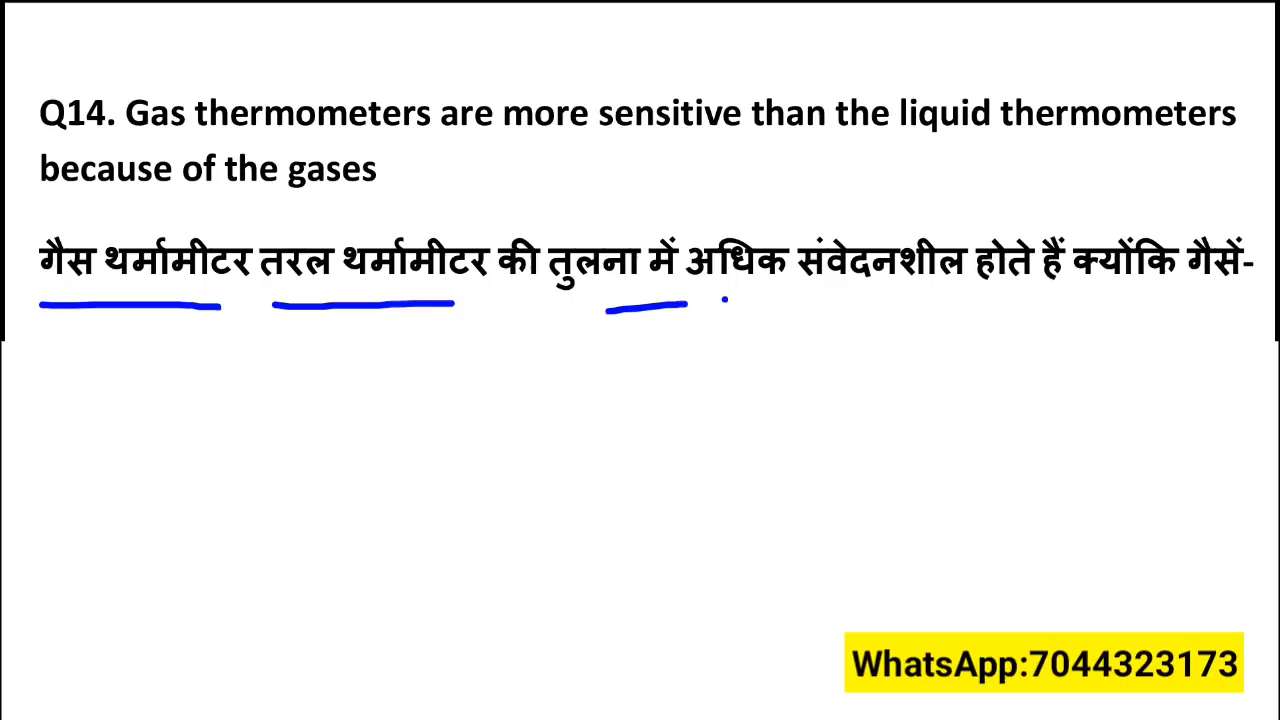 Q14. Gas thermometers are more sensitive than the liquid thermometers
because of the gases
गैस थर्मामीटर तरल थर्मामीटर की तुलना में अधिक संवेदनशील होते हैं क्योंकि गैसें-
WhatsApp:7044323173